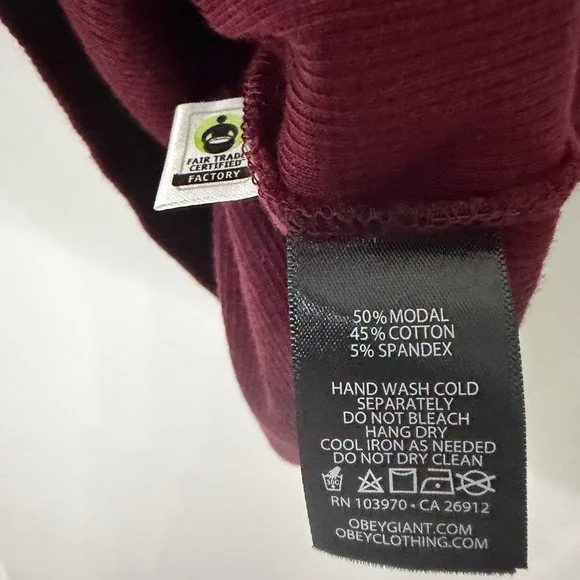 FAIR TRADE
CERTIFIED
FACTORY
50% MODAL
45% COTTON
5% SPANDEX
HAND WASH COLD
SEPARATELY
DO NOT BLEACH
HANG DRY
COOL IRON AS NEEDED
DO NOT DRY CLEAN
RN 103970 • CA 26912
OBEYGIANT.COM
OBEYCLOTHING.COM